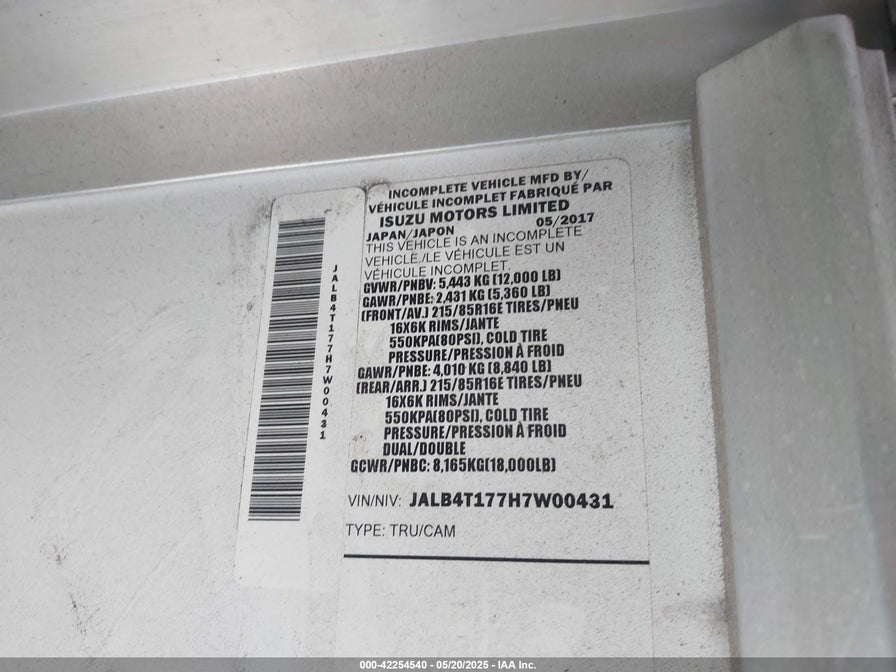 INCOMPLETE VEHICLE MFD BY/
VÉHICULE INCOMPLET FABRIQUÉ PAR
ISUZU MOTORS LIMITED
JAPAN/JAPON 05/2017
THIS VEHICLE IS AN INCOMPLETE
VEHICLE./LE VÉHICULE EST UN
VÉHICULE INCOMPLET.
GVWR/PNBV: 5,443 KG (12,000 LB)
GAWR/PNBE: 2,431 KG (5,360 LB)
(FRONT/AV.) 215/85R16E TIRES/PNEU
16X6K RIMS/JANTE
550KPA(80PSI), COLD TIRE
PRESSURE/PRESSION À FROID
GAWR/PNBE: 4,010 KG (8,840 LB)
(REAR/ARR.) 215/85R16E TIRES/PNEU
16X6K RIMS/JANTE
550KPA(80PSI), COLD TIRE
PRESSURE/PRESSION À FROID
DUAL/DOUBLE
GCWR/PNBC: 8,165KG(18,000LB)
VIN/NIV: JALB4T177H7W00431
TYPE: TRU/CAM
JALB4T177H7W00431
000-42254540 - 05/20/2025 - IAA Inc.